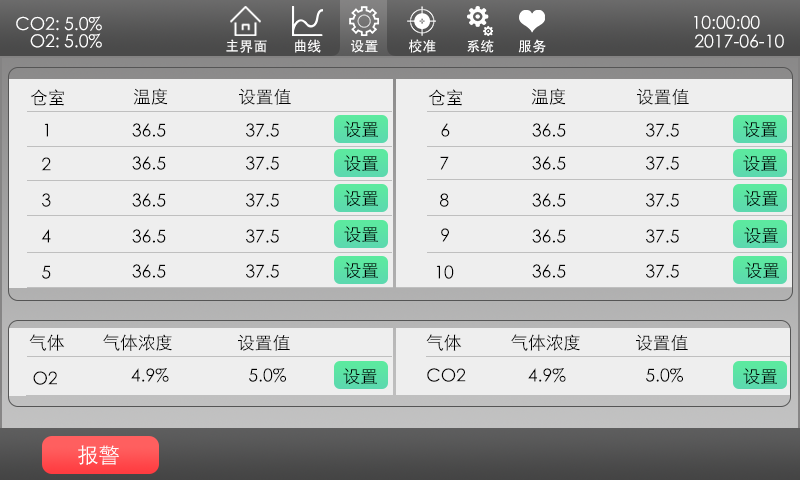 CO2: 5.0%
O2: 5.0%
主界面 曲线 设置 校准 系统 服务
10:00:00
2017-06-10
仓室 温度 设置值
1 36.5 37.5 设置
2 36.5 37.5 设置
3 36.5 37.5 设置
4 36.5 37.5 设置
5 36.5 37.5 设置
仓室 温度 设置值
6 36.5 37.5 设置
7 36.5 37.5 设置
8 36.5 37.5 设置
9 36.5 37.5 设置
10 36.5 37.5 设置
气体 气体浓度 设置值
O2 4.9% 5.0% 设置
气体 气体浓度 设置值
CO2 4.9% 5.0% 设置
报警